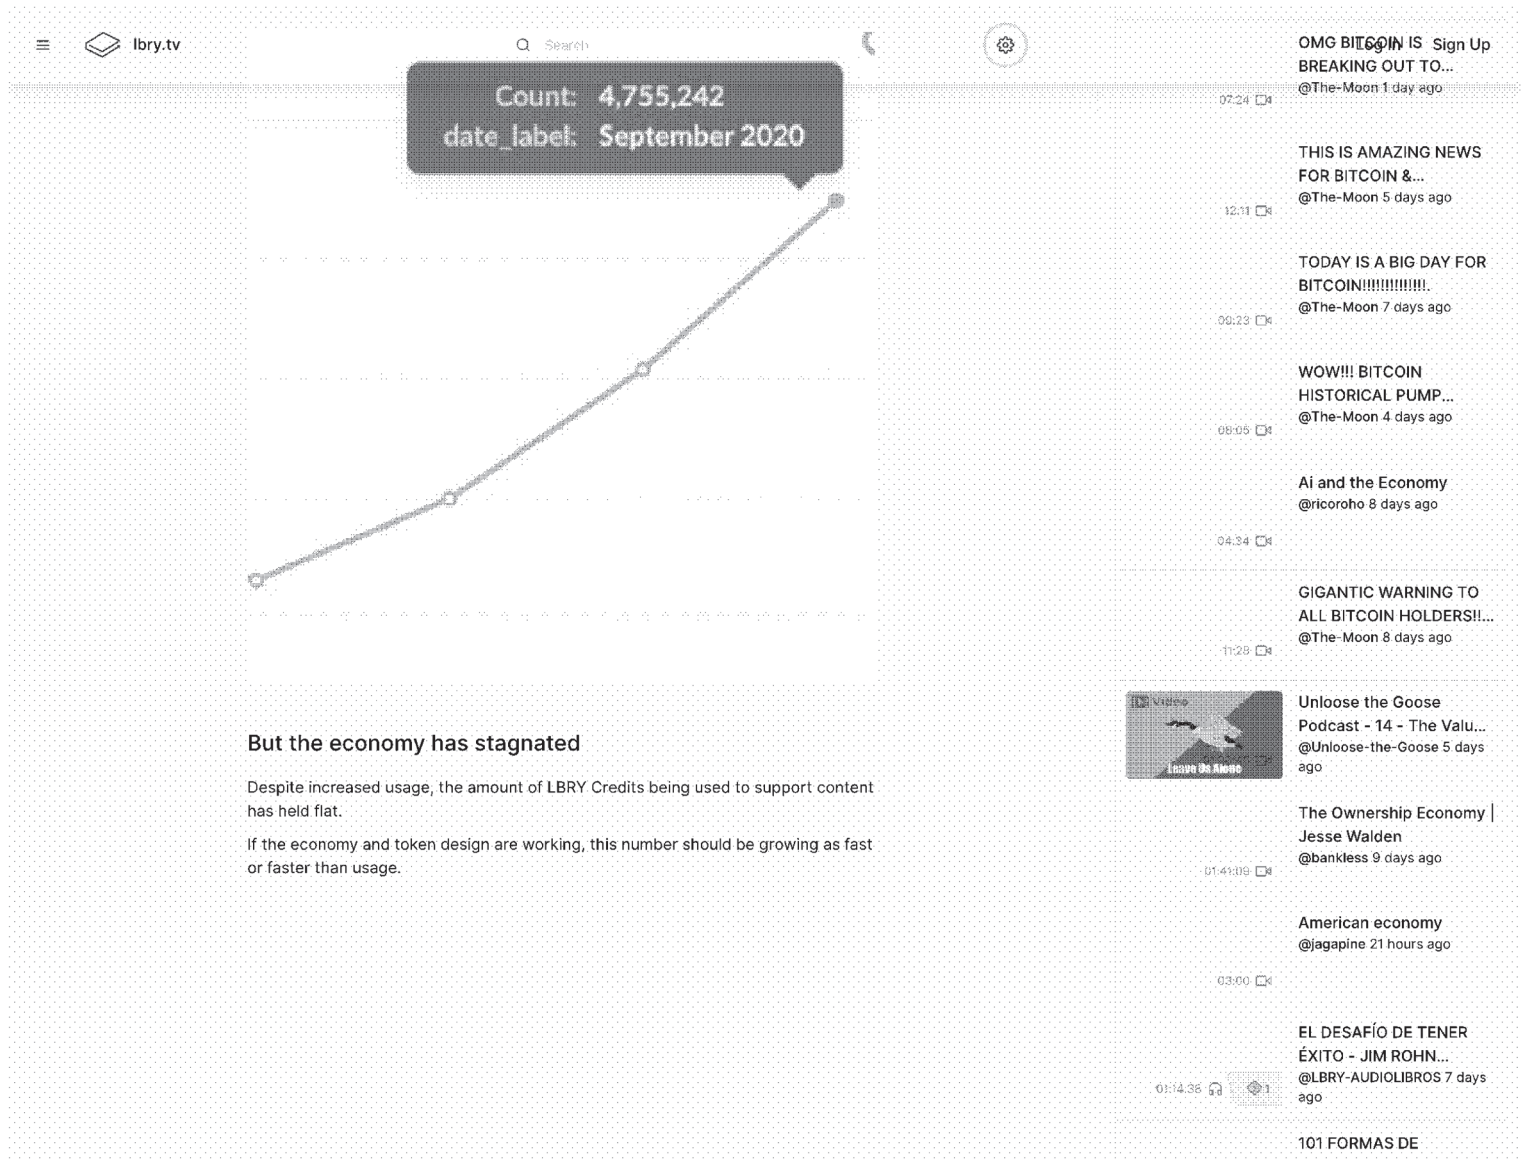 lbry.tv
Search
Log In
Sign Up
Count: 4,755,242
date_label: September 2020
But the economy has stagnated
Despite increased usage, the amount of LBRY Credits being used to support content
has held flat.
If the economy and token design are working, this number should be growing as fast
or faster than usage.
OMG BITCOIN IS
BREAKING OUT TO...
@The-Moon 1 day ago
07:24
THIS IS AMAZING NEWS
FOR BITCOIN &...
@The-Moon 5 days ago
12:11
TODAY IS A BIG DAY FOR
BITCOIN!!!!!!!!!!!!!!.
@The-Moon 7 days ago
09:23
WOW!!! BITCOIN
HISTORICAL PUMP...
@The-Moon 4 days ago
08:05
Ai and the Economy
@ricoroho 8 days ago
04:34
GIGANTIC WARNING TO
ALL BITCOIN HOLDERS!!...
@The-Moon 8 days ago
11:28
Video
Leave Us Alone
Unloose the Goose
Podcast - 14 - The Valu...
@Unloose-the-Goose 5 days
ago
The Ownership Economy |
Jesse Walden
@bankless 9 days ago
01:41:09
American economy
@jagapine 21 hours ago
03:00
EL DESAFÍO DE TENER
ÉXITO - JIM ROHN...
@LBRY-AUDIOLIBROS 7 days
ago
01:14:38
1
101 FORMAS DE